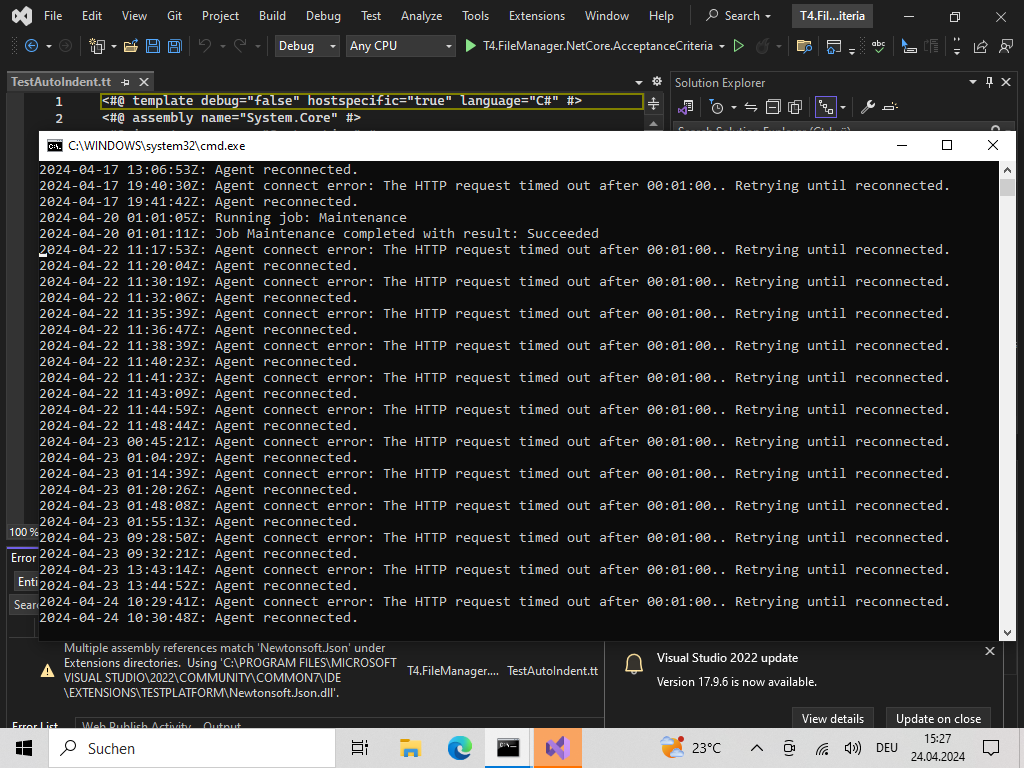 File Edit View Git Project Build Debug Test Analyze Tools Extensions Window Help Search T4.Fil...iteria
Debug Any CPU T4.FileManager.NetCore.AcceptanceCriteria
TestAutoIndent.tt
Solution Explorer
1 <#@ template debug="false" hostspecific="true" language="C#" #>
2 <#@ assembly name="System.Core" #>
C:\WINDOWS\system32\cmd.exe
2024-04-17 13:06:53Z: Agent reconnected.
2024-04-17 19:40:30Z: Agent connect error: The HTTP request timed out after 00:01:00.. Retrying until reconnected.
2024-04-17 19:41:42Z: Agent reconnected.
2024-04-20 01:01:05Z: Running job: Maintenance
2024-04-20 01:01:11Z: Job Maintenance completed with result: Succeeded
2024-04-22 11:17:53Z: Agent connect error: The HTTP request timed out after 00:01:00.. Retrying until reconnected.
2024-04-22 11:20:04Z: Agent reconnected.
2024-04-22 11:30:19Z: Agent connect error: The HTTP request timed out after 00:01:00.. Retrying until reconnected.
2024-04-22 11:32:06Z: Agent reconnected.
2024-04-22 11:35:39Z: Agent connect error: The HTTP request timed out after 00:01:00.. Retrying until reconnected.
2024-04-22 11:36:47Z: Agent reconnected.
2024-04-22 11:38:39Z: Agent connect error: The HTTP request timed out after 00:01:00.. Retrying until reconnected.
2024-04-22 11:40:23Z: Agent reconnected.
2024-04-22 11:41:23Z: Agent connect error: The HTTP request timed out after 00:01:00.. Retrying until reconnected.
2024-04-22 11:43:09Z: Agent reconnected.
2024-04-22 11:44:59Z: Agent connect error: The HTTP request timed out after 00:01:00.. Retrying until reconnected.
2024-04-22 11:48:44Z: Agent reconnected.
2024-04-23 00:45:21Z: Agent connect error: The HTTP request timed out after 00:01:00.. Retrying until reconnected.
2024-04-23 01:04:29Z: Agent reconnected.
2024-04-23 01:14:39Z: Agent connect error: The HTTP request timed out after 00:01:00.. Retrying until reconnected.
2024-04-23 01:20:26Z: Agent reconnected.
2024-04-23 01:48:08Z: Agent connect error: The HTTP request timed out after 00:01:00.. Retrying until reconnected.
2024-04-23 01:55:13Z: Agent reconnected.
2024-04-23 09:28:50Z: Agent connect error: The HTTP request timed out after 00:01:00.. Retrying until reconnected.
2024-04-23 09:32:21Z: Agent reconnected.
2024-04-23 13:43:14Z: Agent connect error: The HTTP request timed out after 00:01:00.. Retrying until reconnected.
2024-04-23 13:44:52Z: Agent reconnected.
2024-04-24 10:29:41Z: Agent connect error: The HTTP request timed out after 00:01:00.. Retrying until reconnected.
2024-04-24 10:30:48Z: Agent reconnected.
100 %
Error
Enti
Sear
Multiple assembly references match 'Newtonsoft.Json' under
Extensions directories. Using 'C:\PROGRAM FILES\MICROSOFT
VISUAL STUDIO\2022\COMMUNITY\COMMON7\IDE
\EXTENSIONS\TESTPLATFORM\Newtonsoft.Json.dll'.
T4.FileManager.... TestAutoIndent.tt
Visual Studio 2022 update
Version 17.9.6 is now available.
View details Update on close
Error List Web Publish Activity Output
Suchen
23°C
DEU
15:27
24.04.2024